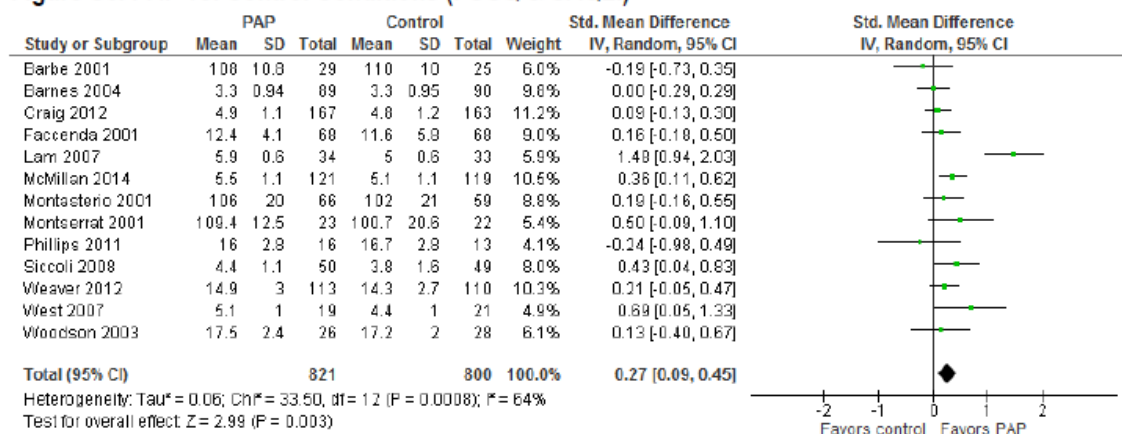 PAP Control Std. Mean Difference Std. Mean Difference
Study or Subgroup Mean SD Total Mean SD Total Weight IV, Random, 95% CI IV, Random, 95% CI
Barbe 2001 108 10.8 29 110 10 25 6.0% -0.19 [-0.73, 0.35]
Barnes 2004 3.3 0.94 89 3.3 0.95 90 9.8% 0.00 [-0.29, 0.29]
Craig 2012 4.9 1.1 167 4.8 1.2 163 11.2% 0.09 [-0.13, 0.30]
Faccenda 2001 12.4 4.1 68 11.6 5.8 68 9.0% 0.16 [-0.18, 0.50]
Lam 2007 5.9 0.6 34 5 0.6 33 5.9% 1.48 [0.94, 2.03]
McMillan 2014 5.5 1.1 121 5.1 1.1 119 10.5% 0.36 [0.11, 0.62]
Montasterio 2001 106 20 66 102 21 59 8.8% 0.19 [-0.16, 0.55]
Montserrat 2001 109.4 12.5 23 100.7 20.6 22 5.4% 0.50 [-0.09, 1.10]
Phillips 2011 16 2.8 16 16.7 2.8 13 4.1% -0.24 [-0.98, 0.49]
Siccoli 2008 4.4 1.1 50 3.8 1.6 49 8.0% 0.43 [0.04, 0.83]
Weaver 2012 14.9 3 113 14.3 2.7 110 10.3% 0.21 [-0.05, 0.47]
West 2007 5.1 1 19 4.4 1 21 4.9% 0.69 [0.05, 1.33]
Woodson 2003 17.5 2.4 26 17.2 2 28 6.1% 0.13 [-0.40, 0.67]
Total (95% CI) 821 800 100.0% 0.27 [0.09, 0.45]
Heterogeneity: Tau² = 0.06; Chi² = 33.50, df = 12 (P = 0.0008); I² = 64%
Test for overall effect: Z = 2.99 (P = 0.003)
-2 -1 0 1 2
Favors control Favors PAP